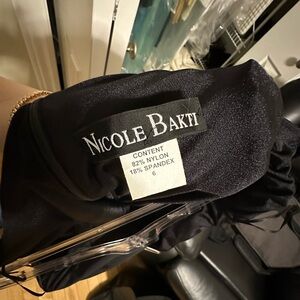 NICOLE BAKTI
CONTENT
82% NYLON
18% SPANDEX
6